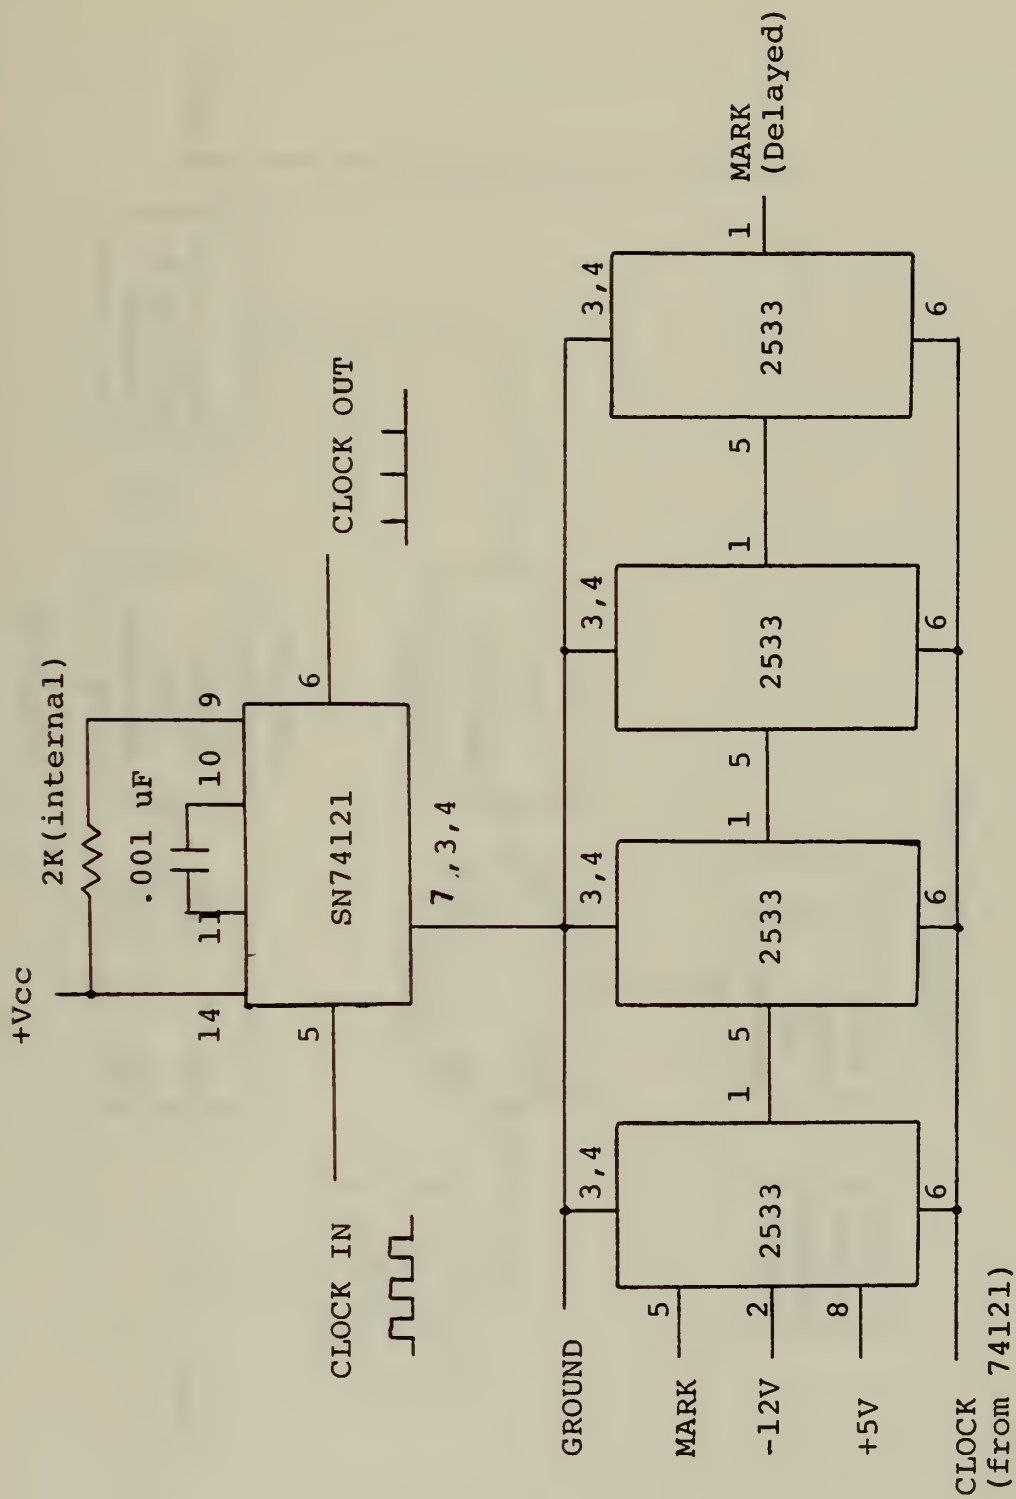 +Vcc
2K(internal)
.001 uF
14 11 10 9
5 6
CLOCK IN SN74121 CLOCK OUT
7,3,4
GROUND 3,4 3,4 3,4 3,4
5 1 5 1 5 1 5 1
MARK MARK
(Delayed)
2
-12V 2533 2533 2533 2533
8
+5V
6 6 6 6
CLOCK
(from 74121)